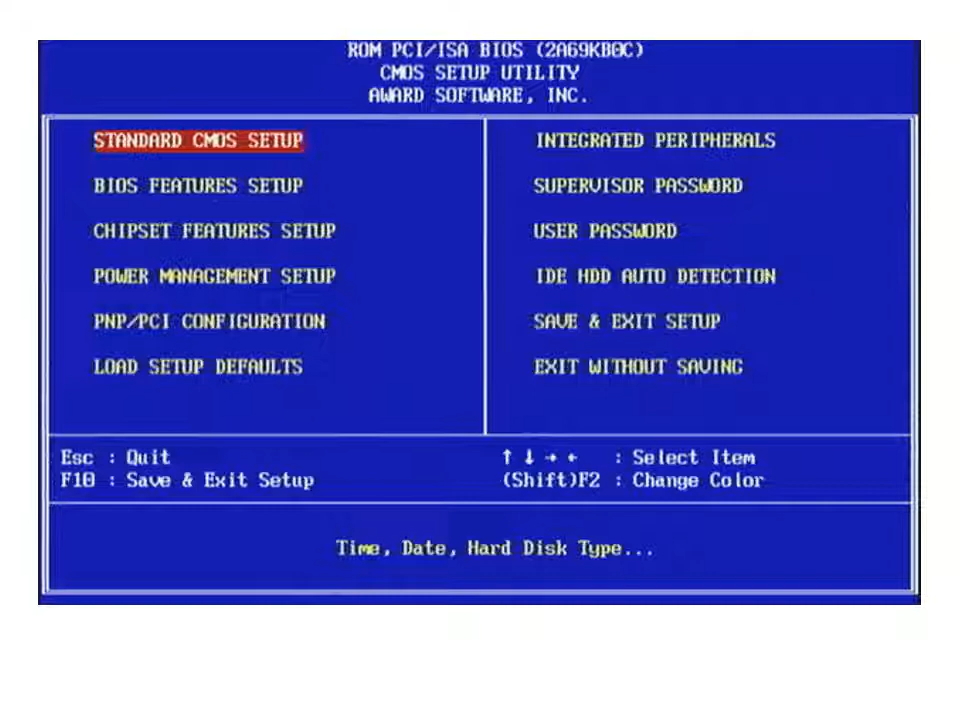 ROM PCI/ISA BIOS (2A69KB0C)
CMOS SETUP UTILITY
AWARD SOFTWARE, INC.
STANDARD CMOS SETUP
BIOS FEATURES SETUP
CHIPSET FEATURES SETUP
POWER MANAGEMENT SETUP
PNP/PCI CONFIGURATION
LOAD SETUP DEFAULTS
INTEGRATED PERIPHERALS
SUPERVISOR PASSWORD
USER PASSWORD
IDE HDD AUTO DETECTION
SAVE & EXIT SETUP
EXIT WITHOUT SAVING
Esc : Quit
F10 : Save & Exit Setup
↑ ↓ → ← : Select Item
(Shift)F2 : Change Color
Time, Date, Hard Disk Type...